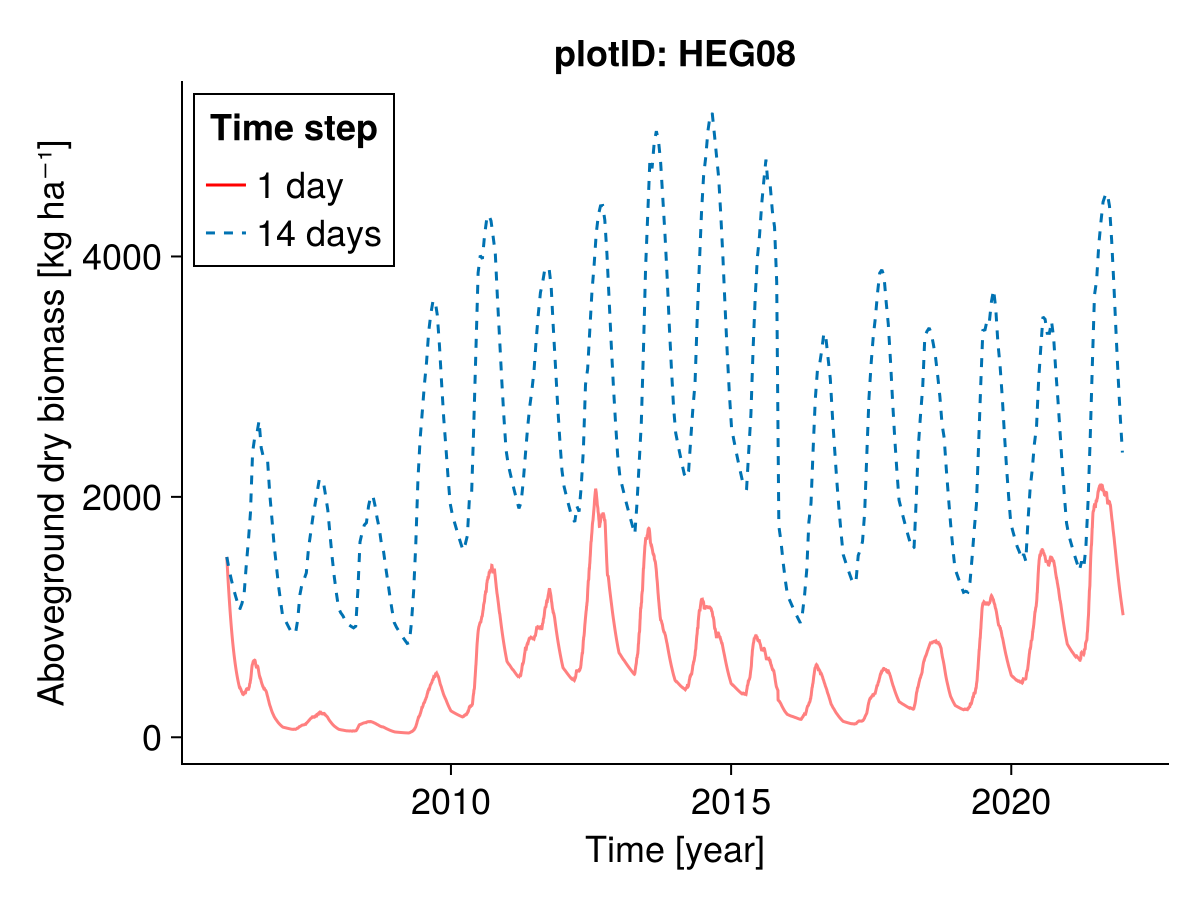 plotID: HEG08
Time step
1 day
14 days
Aboveground dry biomass [kg ha⁻¹]
4000
2000
0
2010
2015
2020
Time [year]